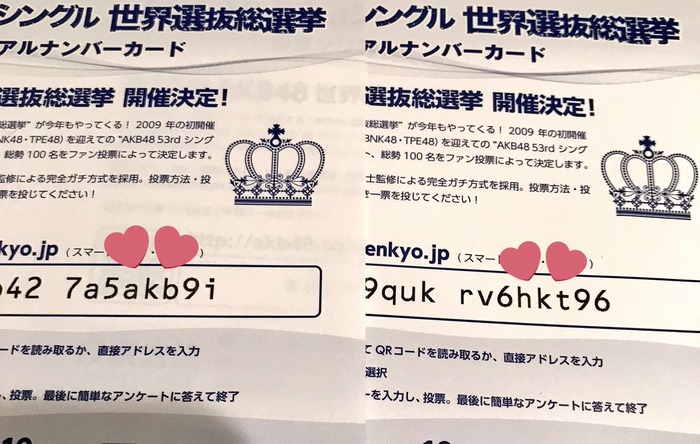 シングル 世界選抜総選挙
アルナンバーカード
選抜総選挙 開催決定!
総選挙” が今年もやってくる! 2009 年の初開催
BNK48・TPE48) を迎えての “AKB48 53rd シング
、総勢 100 名をファン投票によって決定します。
監修による完全ガチ方式を採用。投票方法・投
票を投じてください!
nkyo.jp (スマー
642 7a5akb9i
ードを読み取るか、直接アドレスを入力
、投票。最後に簡単なアンケートに答えて終了
シングル 世界選抜総選挙
アルナンバーカード
選抜総選挙 開催決定!
総選挙” が今年もやってくる! 2009 年の初開催
BNK48・TPE48) を迎えての “AKB48 53rd シング
、総勢 100 名をファン投票によって決定します。
士監修による完全ガチ方式を採用。投票方法・投
一票を投じてください!
enkyo.jp (スマー
9quk rv6hkt96
て QRコードを読み取るか、直接アドレスを入力
選択
ーを入力し、投票。最後に簡単なアンケートに答えて終了